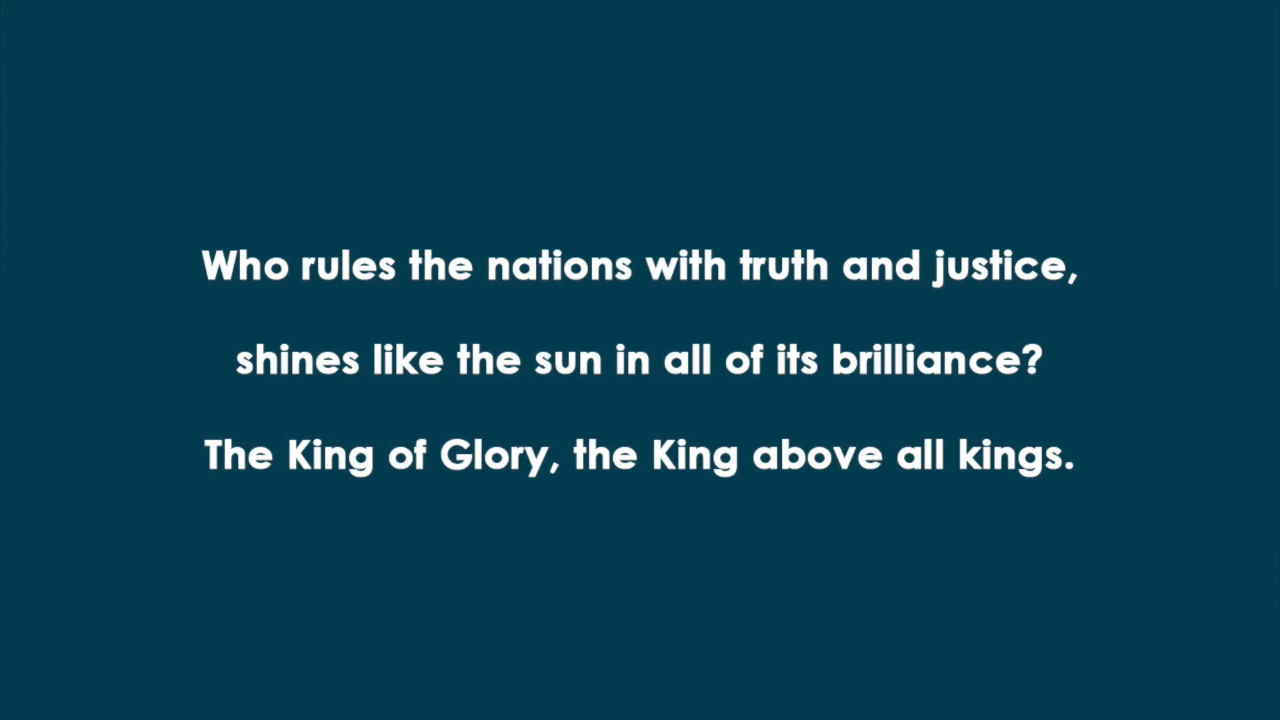 Who rules the nations with truth and justice,
shines like the sun in all of its brilliance?
The King of Glory, the King above all kings.